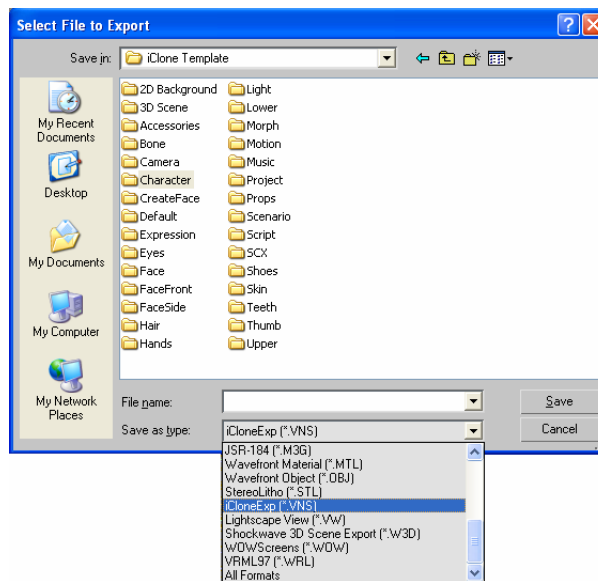 Select File to Export
Save in: iClone Template
My Recent Documents
Desktop
My Documents
My Computer
My Network Places
2D Background
3D Scene
Accessories
Bone
Camera
Character
CreateFace
Default
Expression
Eyes
Face
FaceFront
FaceSide
Hair
Hands
Light
Lower
Morph
Motion
Music
Project
Props
Scenario
Script
SCX
Shoes
Skin
Teeth
Thumb
Upper
File name:
Save
Save as type: iCloneExp (*.VNS)
Cancel
JSR-184 (*.M3G)
Wavefront Material (*.MTL)
Wavefront Object (*.OBJ)
StereoLitho (*.STL)
iCloneExp (*.VNS)
Lightscape View (*.VW)
Shockwave 3D Scene Export (*.W3D)
WOWScreens (*.WOW)
VRML97 (*.WRL)
All Formats